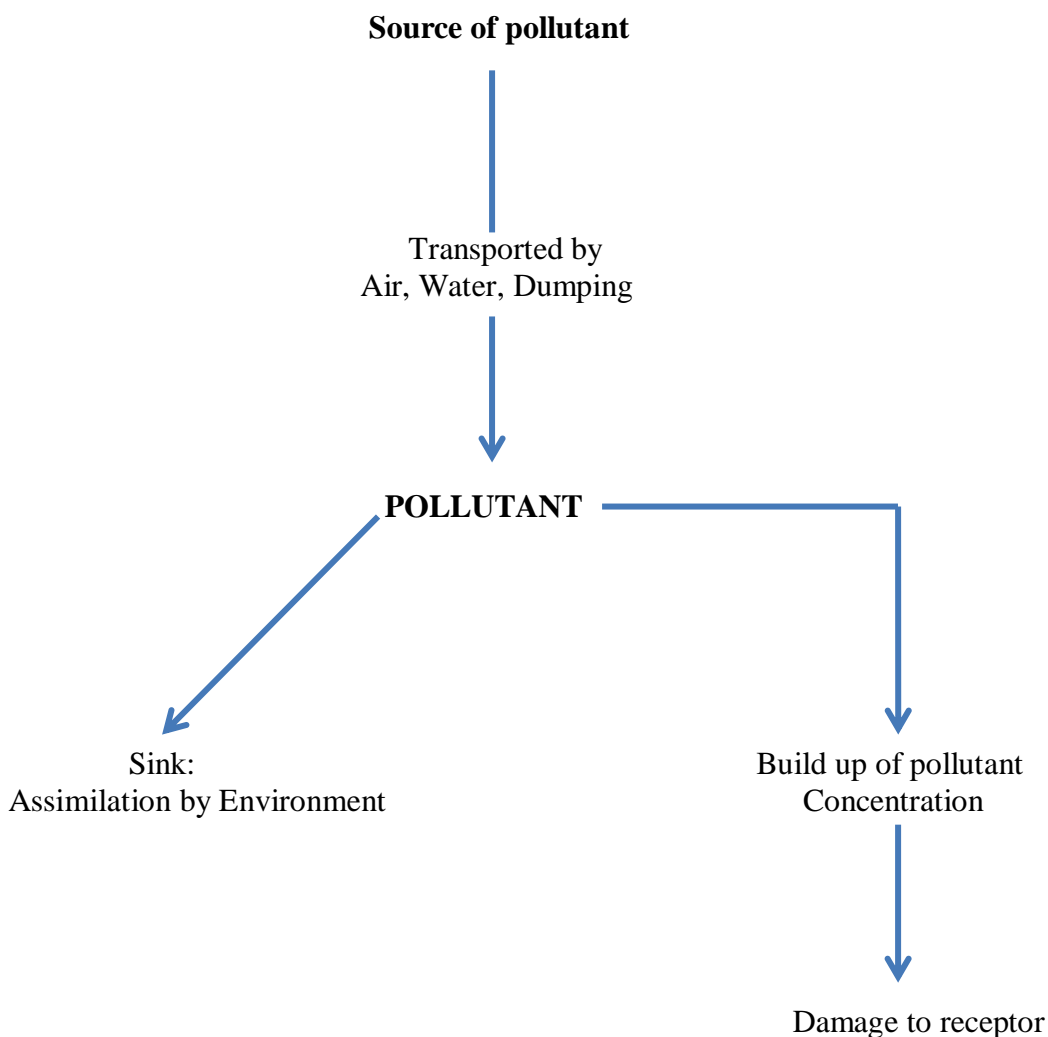 Source of pollutant
Transported by
Air, Water, Dumping
POLLUTANT
Sink:
Assimilation by Environment
Build up of pollutant
Concentration
Damage to receptor